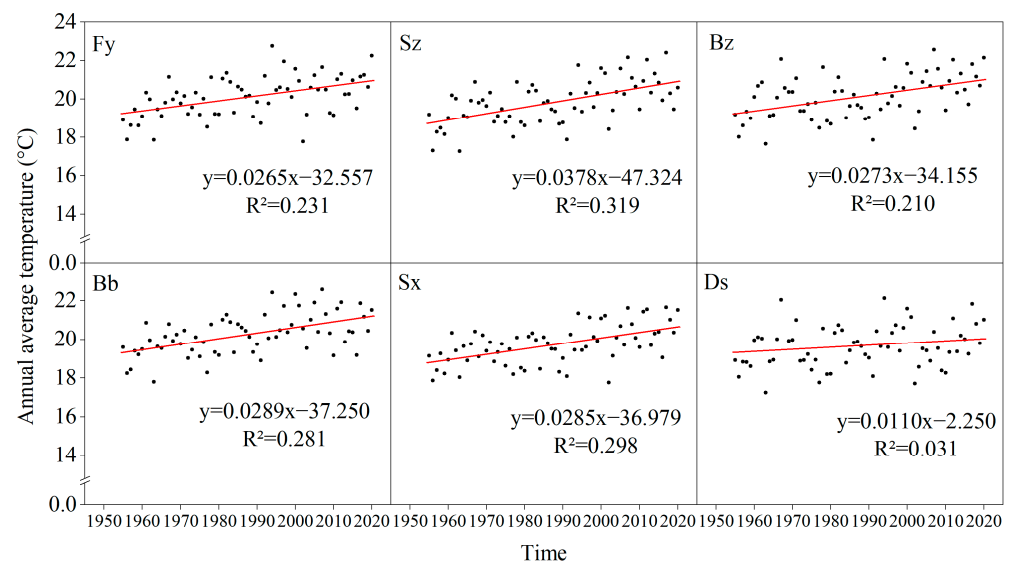 Annual average temperature (°C)
24
22
20
18
16
14
0.0
Fy
y=0.0265x−32.557
R²=0.231
Sz
y=0.0378x−47.324
R²=0.319
Bz
y=0.0273x−34.155
R²=0.210
22
20
18
16
14
0.0
Bb
y=0.0289x−37.250
R²=0.281
Sx
y=0.0285x−36.979
R²=0.298
Ds
y=0.0110x−2.250
R²=0.031
1950 1960 1970 1980 1990 2000 2010 2020 1950 1960 1970 1980 1990 2000 2010 2020 1950 1960 1970 1980 1990 2000 2010 2020
Time